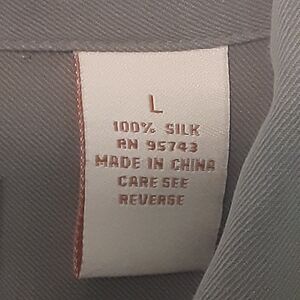 L
100% SILK
RN 95743
MADE IN CHINA
CARE SEE
REVERSE